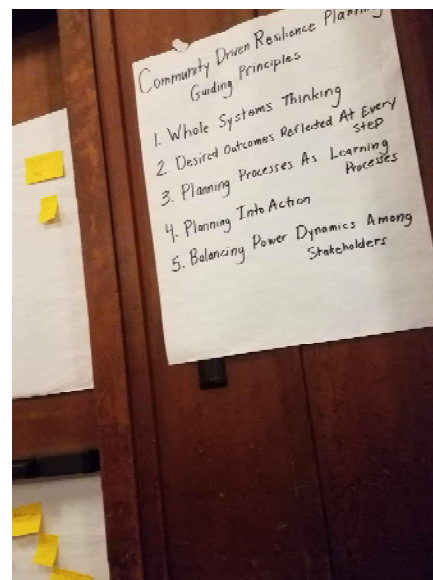 Community Driven Resilience Planning
Guiding Principles
1. Whole Systems Thinking
2. Desired Outcomes Reflected At Every
Step
3. Planning Processes As Learning
Processes
4. Planning Into Action
5. Balancing Power Dynamics Among
Stakeholders